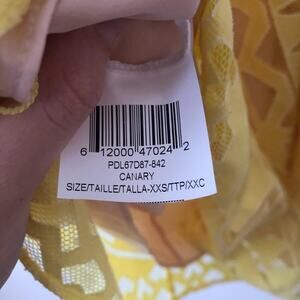 6 12000 47024 2
PDL67D87-842
CANARY
SIZE/TAILLE/TALLA-XXS/TTP/XXC